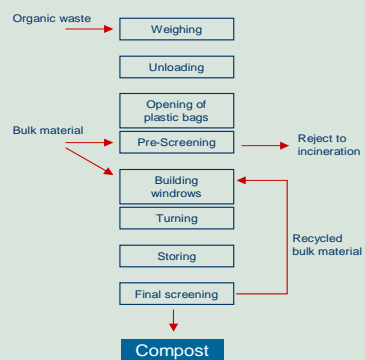 Organic waste
Weighing
Unloading
Opening of
plastic bags
Bulk material
Pre-Screening
Reject to
incineration
Building
windrows
Turning
Recycled
bulk material
Storing
Final screening
Compost